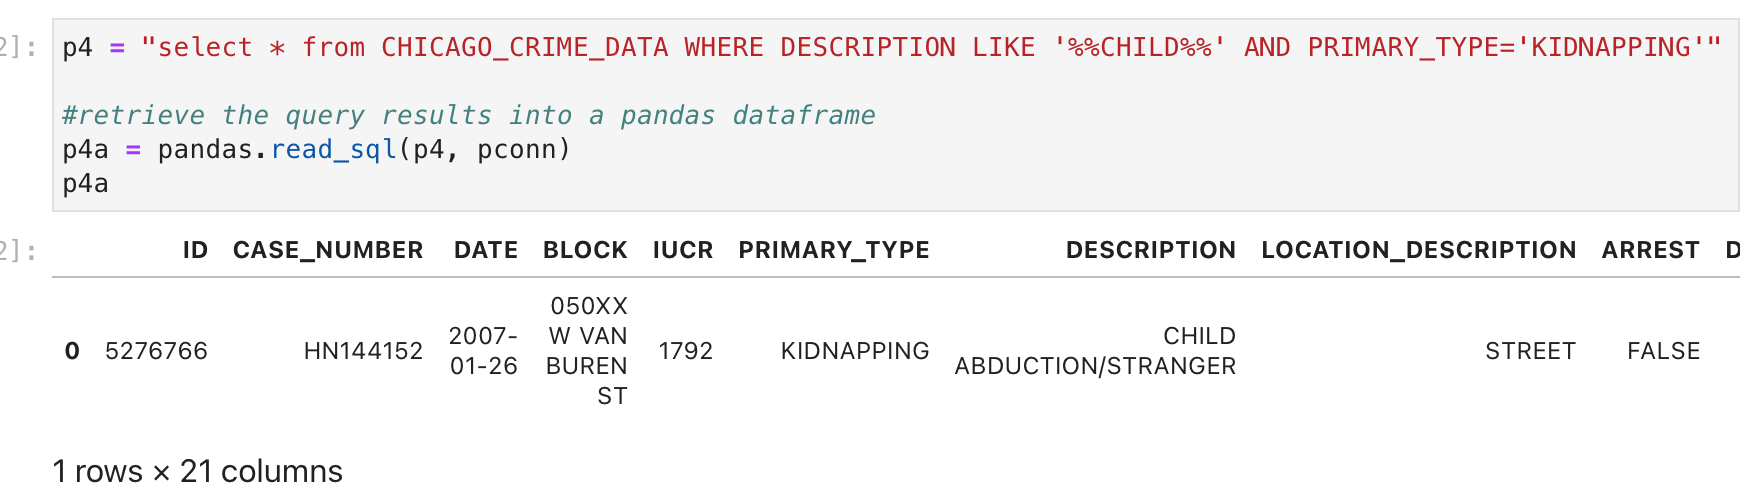 2]: p4 = "select * from CHICAGO_CRIME_DATA WHERE DESCRIPTION LIKE '%%CHILD%%' AND PRIMARY_TYPE='KIDNAPPING'"
#retrieve the query results into a pandas dataframe
p4a = pandas.read_sql(p4, pconn)
p4a
2]: ID CASE_NUMBER DATE BLOCK IUCR PRIMARY_TYPE DESCRIPTION LOCATION_DESCRIPTION ARREST D
0 5276766 HN144152 2007-01-26 050XX W VAN BUREN ST 1792 KIDNAPPING CHILD ABDUCTION/STRANGER STREET FALSE
1 rows × 21 columns